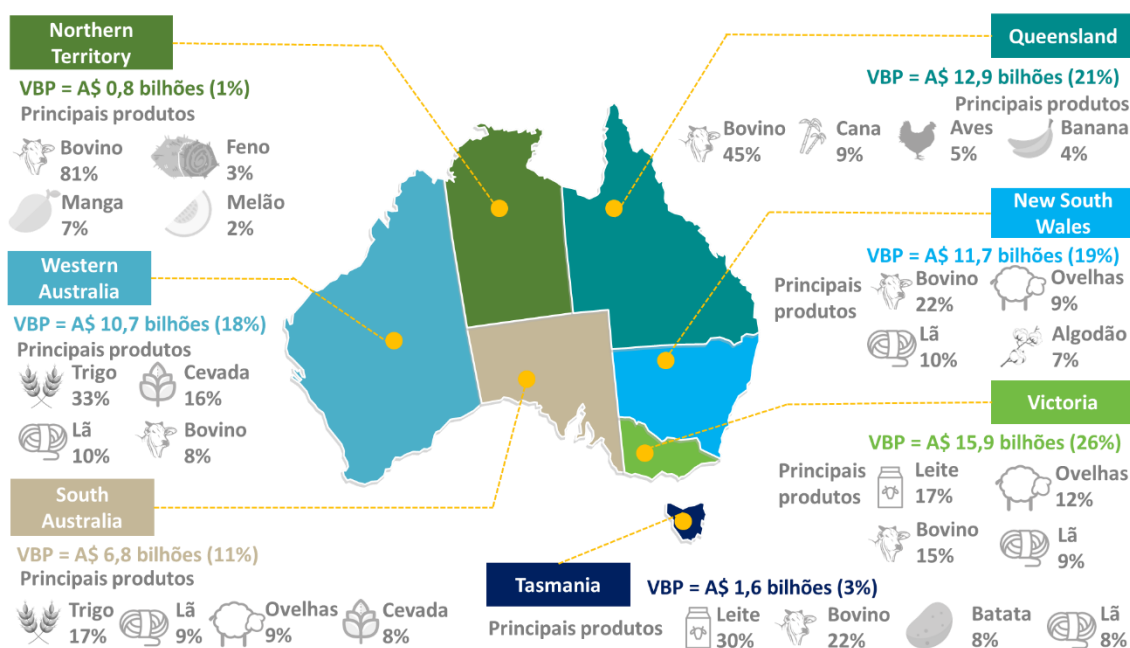 Northern
Territory
VBP = A$ 0,8 bilhões (1%)
Principais produtos
Bovino
81%
Feno
3%
Manga
7%
Melão
2%
Western
Australia
VBP = A$ 10,7 bilhões (18%)
Principais produtos
Trigo
33%
Cevada
16%
Lã
10%
Bovino
8%
South
Australia
VBP = A$ 6,8 bilhões (11%)
Principais produtos
Trigo
17%
Lã
9%
Ovelhas
9%
Cevada
8%
Queensland
VBP = A$ 12,9 bilhões (21%)
Principais produtos
Bovino
45%
Cana
9%
Aves
5%
Banana
4%
New South
Wales
VBP = A$ 11,7 bilhões (19%)
Principais
produtos
Bovino
22%
Ovelhas
9%
Lã
10%
Algodão
7%
Victoria
VBP = A$ 15,9 bilhões (26%)
Principais
produtos
Leite
17%
Ovelhas
12%
Bovino
15%
Lã
9%
Tasmania
VBP = A$ 1,6 bilhões (3%)
Principais produtos
Leite
30%
Bovino
22%
Batata
8%
Lã
8%